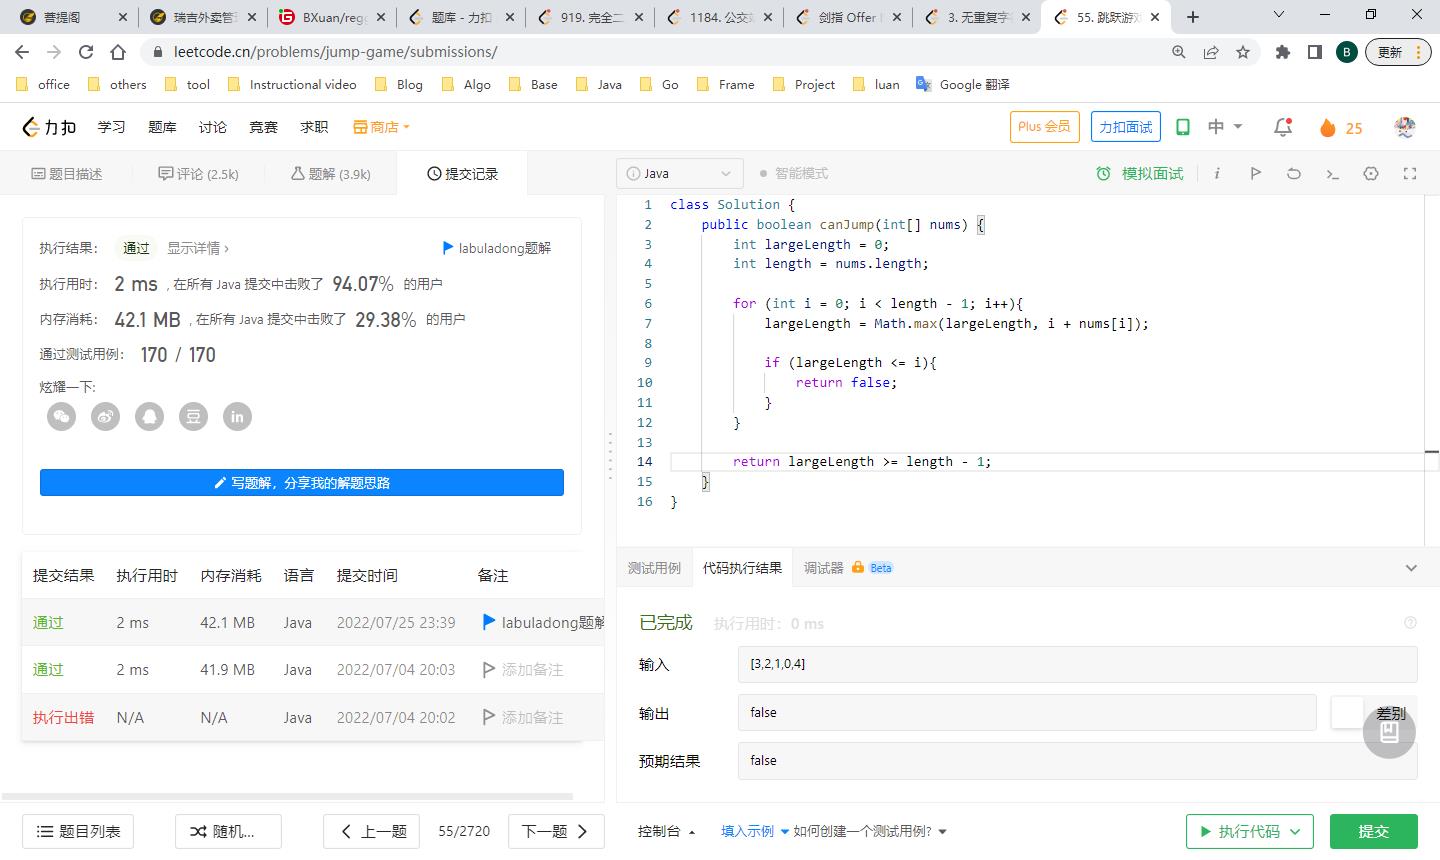 菩提阁
瑞吉外卖管
BXuan/regg
题库 - 力扣
919. 完全二
1184. 公交站
剑指 Offer I
3. 无重复字符
55. 跳跃游戏
leetcode.cn/problems/jump-game/submissions/
B
更新
office
others
tool
Instructional video
Blog
Algo
Base
Java
Go
Frame
Project
luan
Google 翻译
力扣
学习
题库
讨论
竞赛
求职
商店
Plus 会员
力扣面试
中
25
题目描述
评论 (2.5k)
题解 (3.9k)
提交记录
Java
智能模式
模拟面试
i
执行结果：
通过
显示详情 ›
labuladong题解
执行用时： 2 ms , 在所有 Java 提交中击败了 94.07% 的用户
内存消耗： 42.1 MB , 在所有 Java 提交中击败了 29.38% 的用户
通过测试用例： 170 / 170
炫耀一下:
豆
in
写题解，分享我的解题思路
提交结果 执行用时 内存消耗 语言 提交时间 备注
通过 2 ms 42.1 MB Java 2022/07/25 23:39 labuladong题解
通过 2 ms 41.9 MB Java 2022/07/04 20:03 添加备注
执行出错 N/A N/A Java 2022/07/04 20:02 添加备注
1 class Solution {
2 public boolean canJump(int[] nums) {
3 int largeLength = 0;
4 int length = nums.length;
5
6 for (int i = 0; i < length - 1; i++){
7 largeLength = Math.max(largeLength, i + nums[i]);
8
9 if (largeLength <= i){
10 return false;
11 }
12 }
13
14 return largeLength >= length - 1;
15 }
16 }
测试用例
代码执行结果
调试器
Beta
已完成
执行用时：0 ms
输入
[3,2,1,0,4]
输出
false
差别
预期结果
false
题目列表
随机...
上一题
55/2720
下一题
控制台
填入示例
如何创建一个测试用例?
执行代码
提交